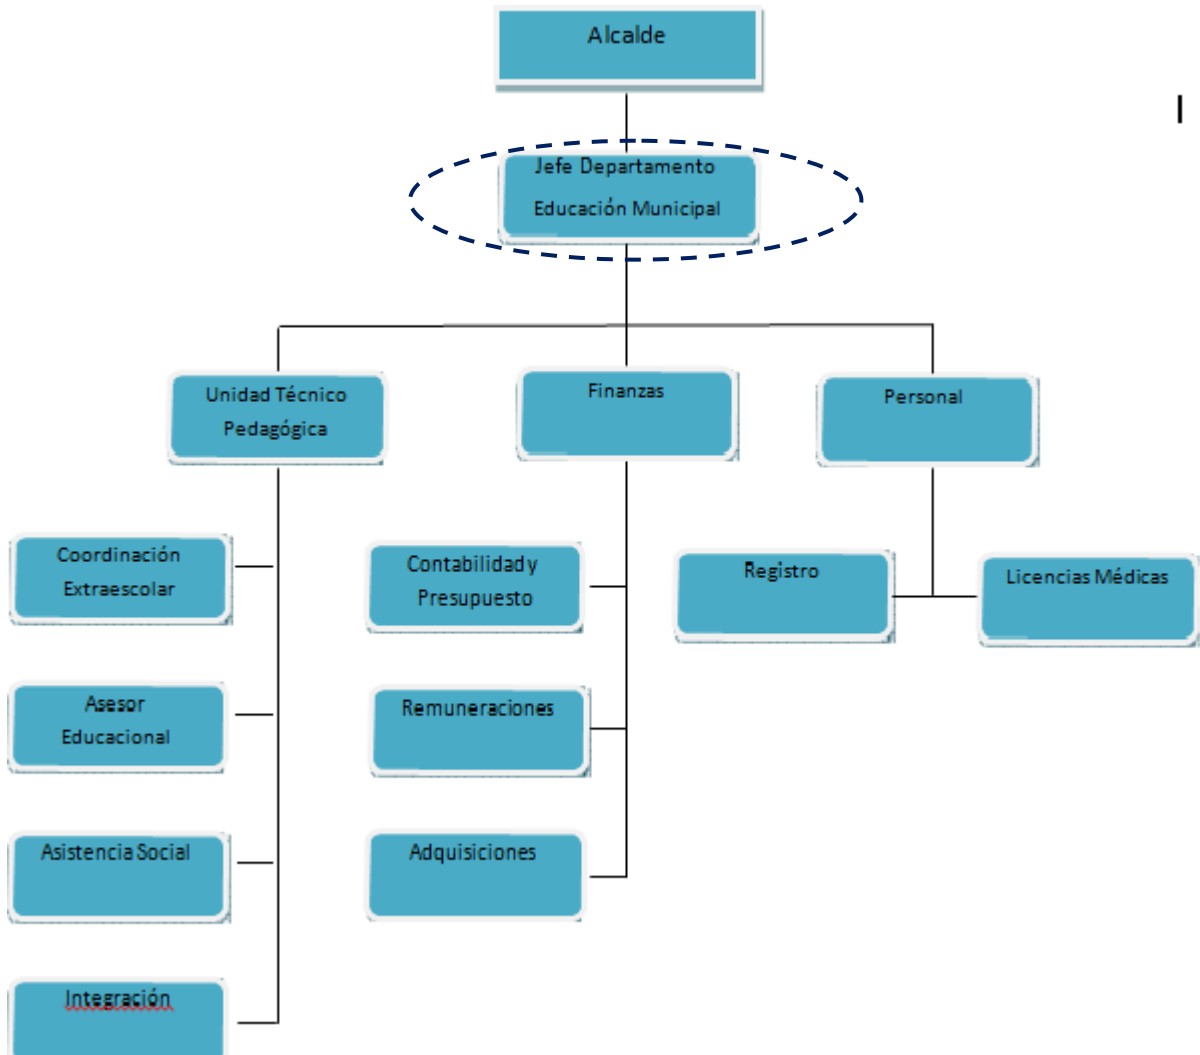 Alcalde
Jefe Departamento
Educación Municipal
Unidad Técnico
Pedagógica
Finanzas
Personal
Coordinación
Extraescolar
Contabilidad y
Presupuesto
Registro
Licencias Médicas
Asesor
Educacional
Remuneraciones
Asistencia Social
Adquisiciones
Integración